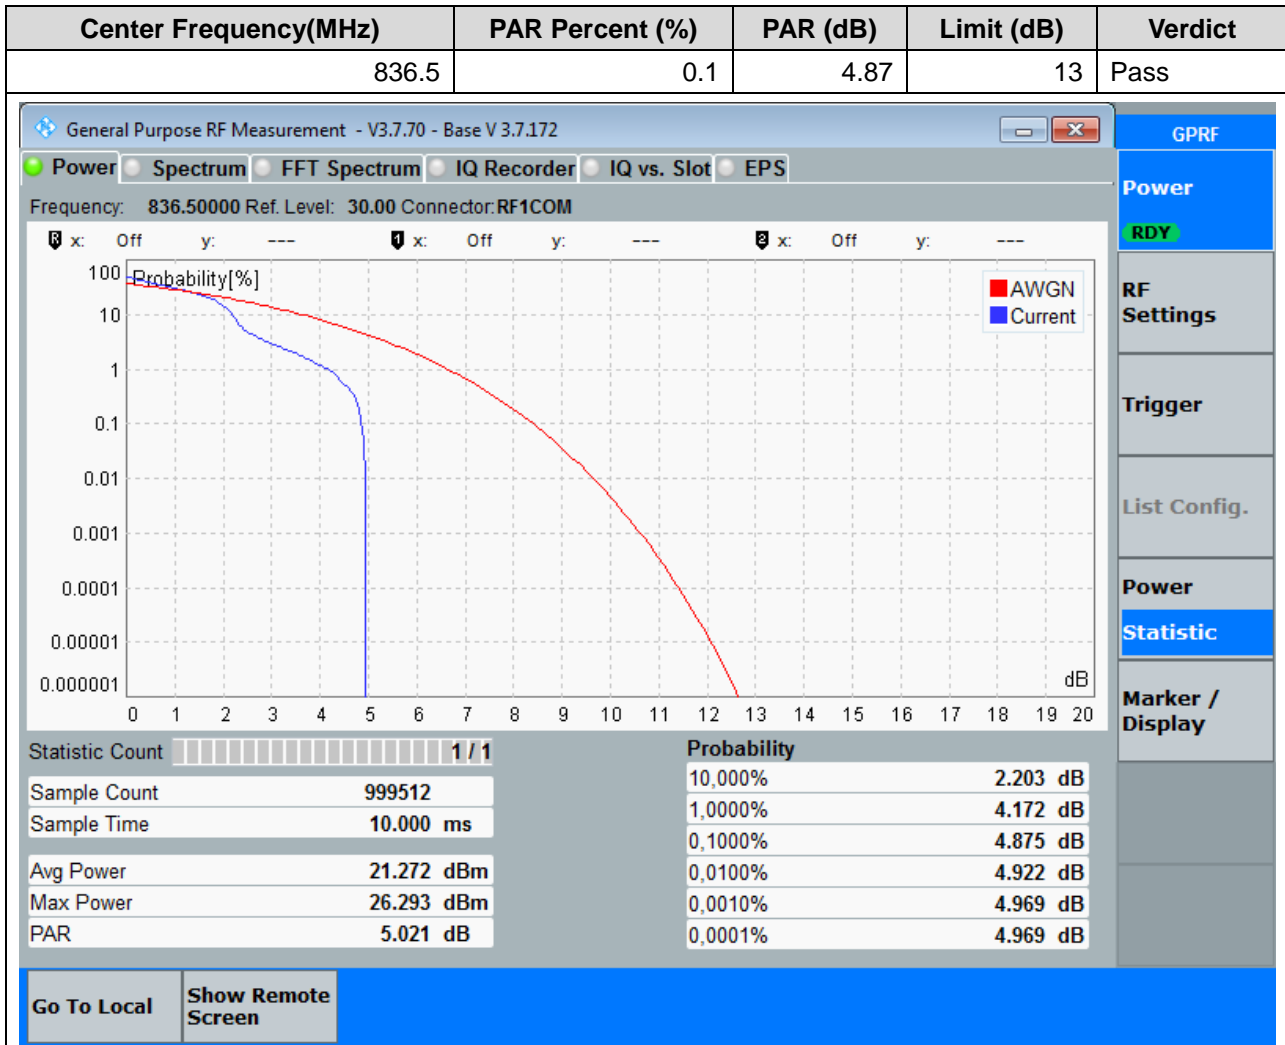 Center Frequency(MHz) PAR Percent (%) PAR (dB) Limit (dB) Verdict
836.5 0.1 4.87 13 Pass
General Purpose RF Measurement - V3.7.70 - Base V 3.7.172
GPRF
Power Spectrum FFT Spectrum IQ Recorder IQ vs. Slot EPS
Frequency: 836.50000 Ref. Level: 30.00 Connector: RF1COM
R x: Off y: --- 1 x: Off y: --- 2 x: Off y: ---
Probability[%]
AWGN
Current
100
10
1
0.1
0.01
0.001
0.0001
0.00001
0.000001
dB
0 1 2 3 4 5 6 7 8 9 10 11 12 13 14 15 16 17 18 19 20
Statistic Count 1 / 1
Sample Count 999512
Sample Time 10.000 ms
Avg Power 21.272 dBm
Max Power 26.293 dBm
PAR 5.021 dB
Probability
10,000% 2.203 dB
1,0000% 4.172 dB
0,1000% 4.875 dB
0,0100% 4.922 dB
0,0010% 4.969 dB
0,0001% 4.969 dB
Power
RDY
RF
Settings
Trigger
List Config.
Power
Statistic
Marker /
Display
Go To Local
Show Remote
Screen